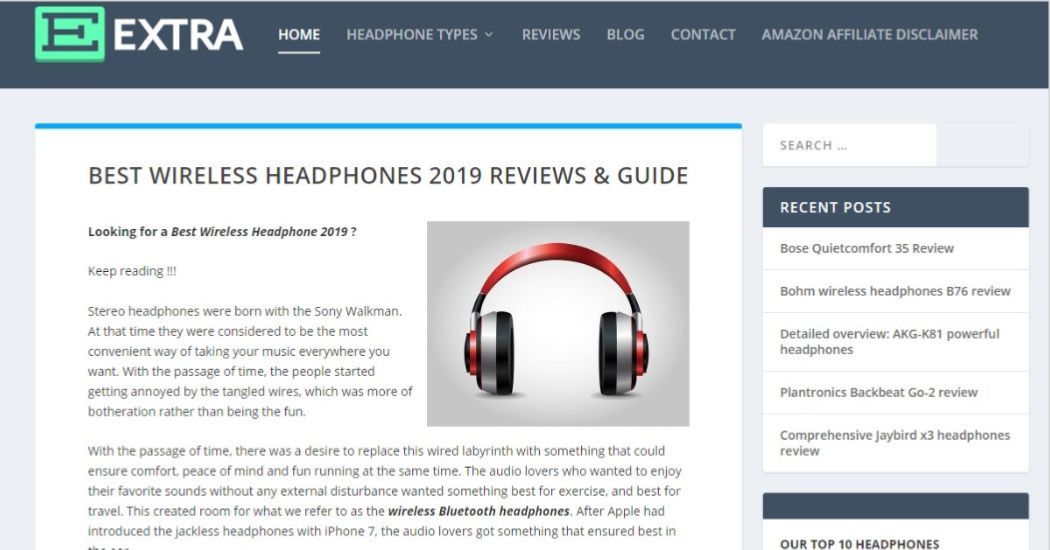 E EXTRA
HOME HEADPHONE TYPES REVIEWS BLOG CONTACT AMAZON AFFILIATE DISCLAIMER
BEST WIRELESS HEADPHONES 2019 REVIEWS & GUIDE
Looking for a Best Wireless Headphone 2019 ?
Keep reading !!!
Stereo headphones were born with the Sony Walkman.
At that time they were considered to be the most
convenient way of taking your music everywhere you
want. With the passage of time, the people started
getting annoyed by the tangled wires, which was more of
botheration rather than being the fun.
With the passage of time, there was a desire to replace this wired labyrinth with something that could
ensure comfort, peace of mind and fun running at the same time. The audio lovers who wanted to enjoy
their favorite sounds without any external disturbance wanted something best for exercise, and best for
travel. This created room for what we refer to as the wireless Bluetooth headphones. After Apple had
introduced the jackless headphones with iPhone 7, the audio lovers got something that ensured best in
SEARCH ...
RECENT POSTS
Bose Quietcomfort 35 Review
Bohm wireless headphones B76 review
Detailed overview: AKG-K81 powerful
headphones
Plantronics Backbeat Go-2 review
Comprehensive Jaybird x3 headphones
review
OUR TOP 10 HEADPHONES